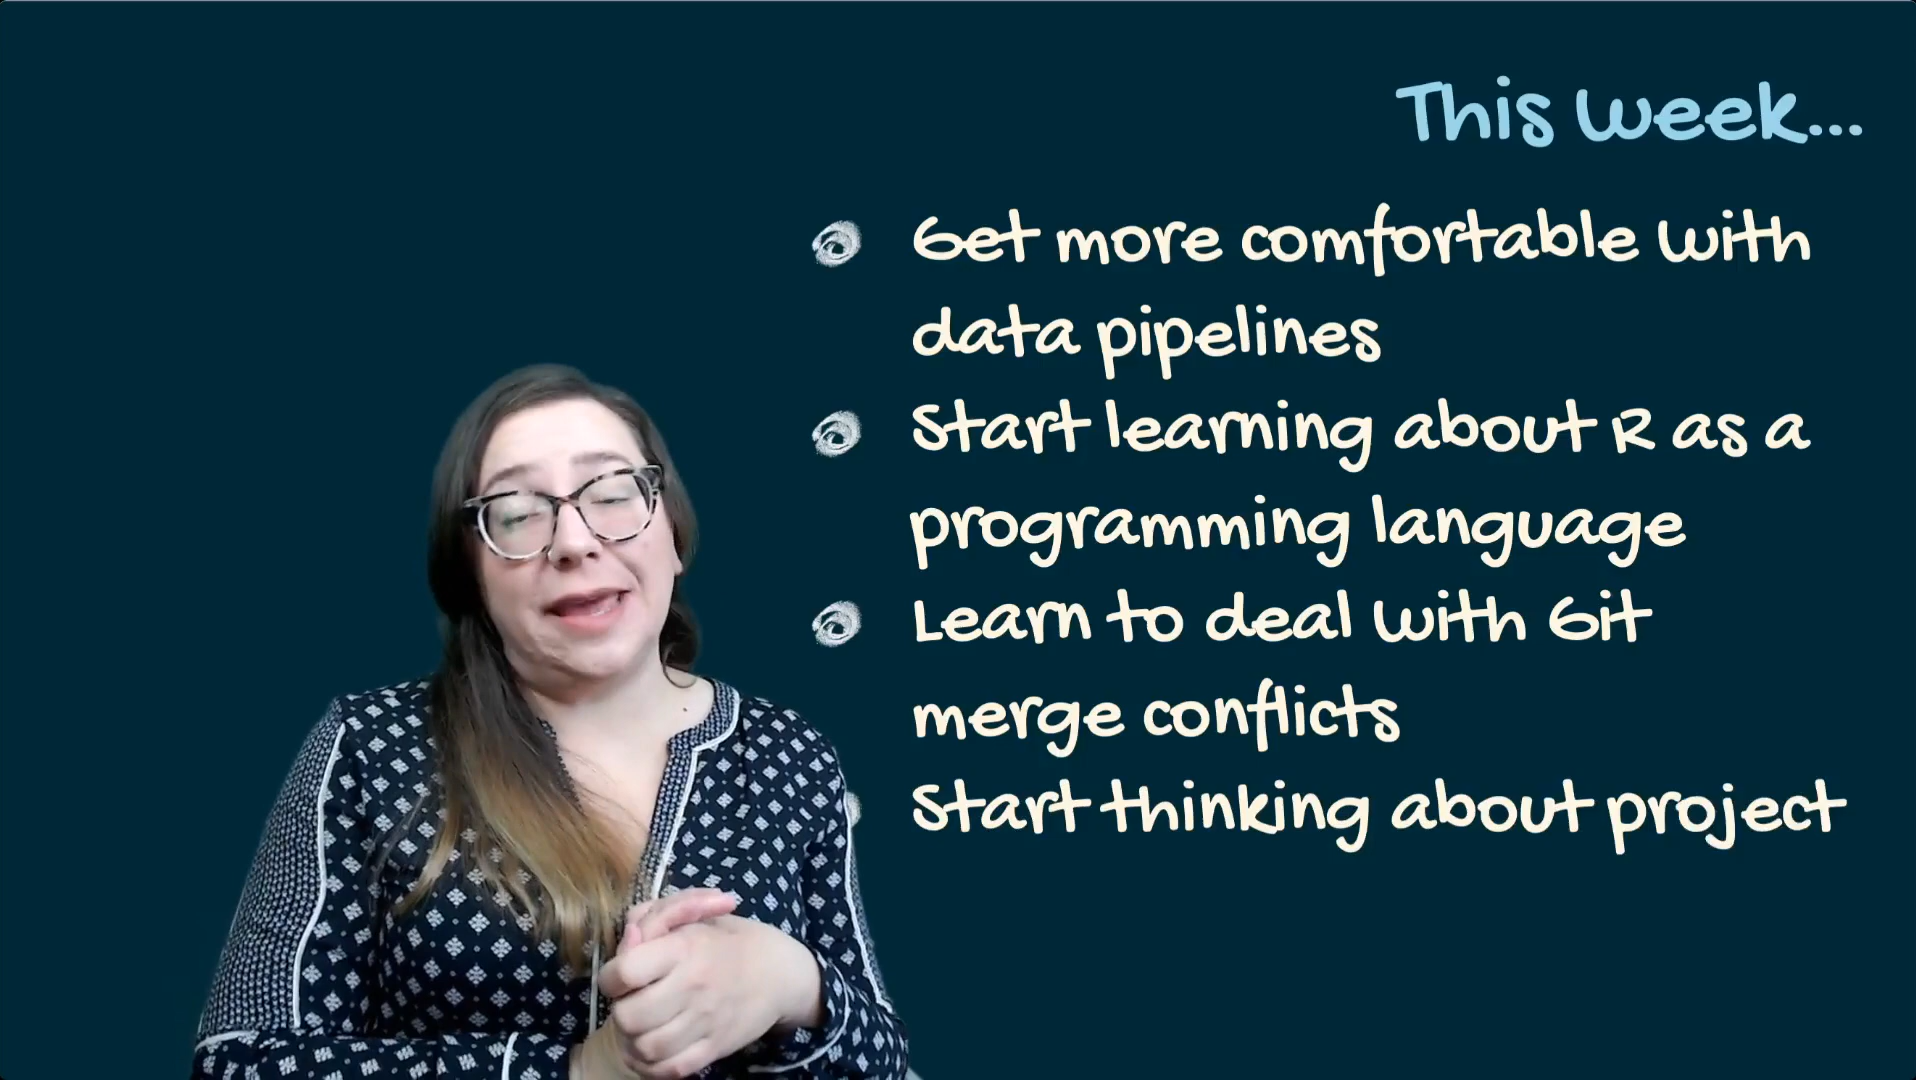 This week...
Get more comfortable with
data pipelines
Start learning about R as a
programming language
Learn to deal with Git
merge conflicts
Start thinking about project